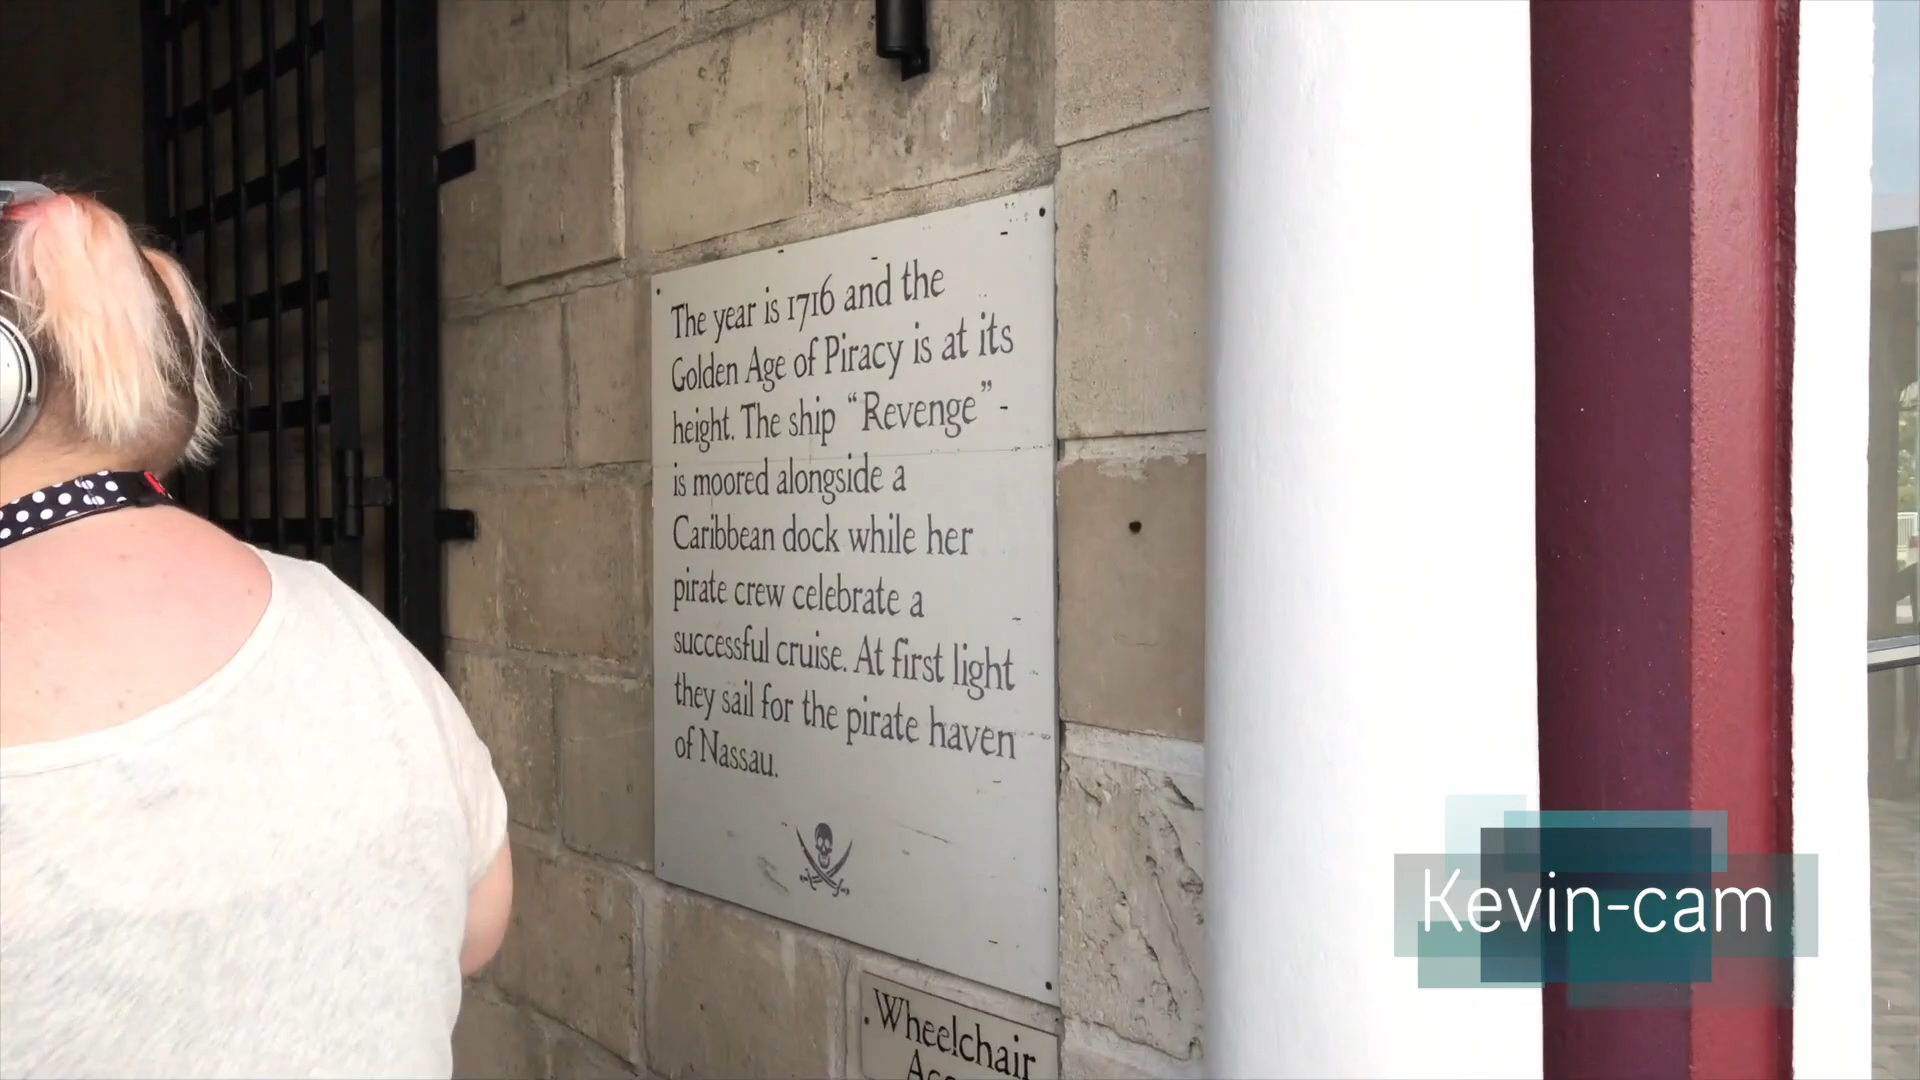 The year is 1716 and the
Golden Age of Piracy is at its
height. The ship “Revenge” -
is moored alongside a
Caribbean dock while her
pirate crew celebrate a
successful cruise. At first light
they sail for the pirate haven
of Nassau.
Wheelchair
Kevin-cam